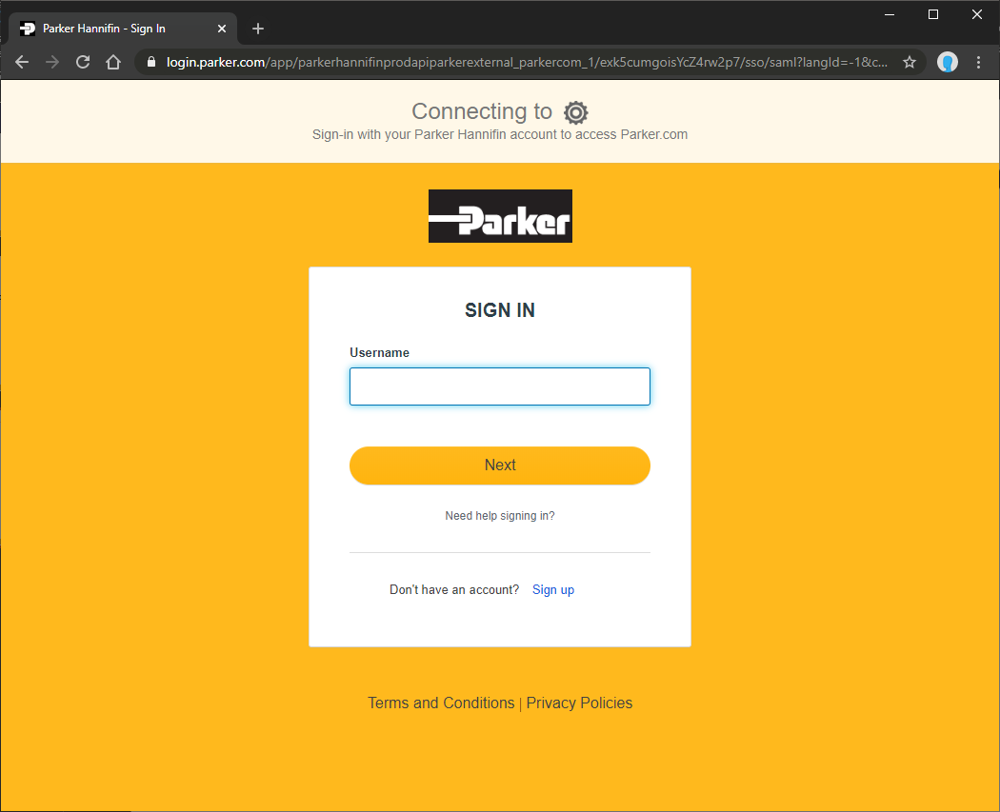 Parker Hannifin - Sign In
login.parker.com/app/parkerhannifinprodapiparkerexternal_parkercom_1/exk5cumgoisYcZ4rw2p7/sso/saml?langId=-1&c...
Connecting to
Sign-in with your Parker Hannifin account to access Parker.com
Parker
SIGN IN
Username
Next
Need help signing in?
Don't have an account? Sign up
Terms and Conditions | Privacy Policies